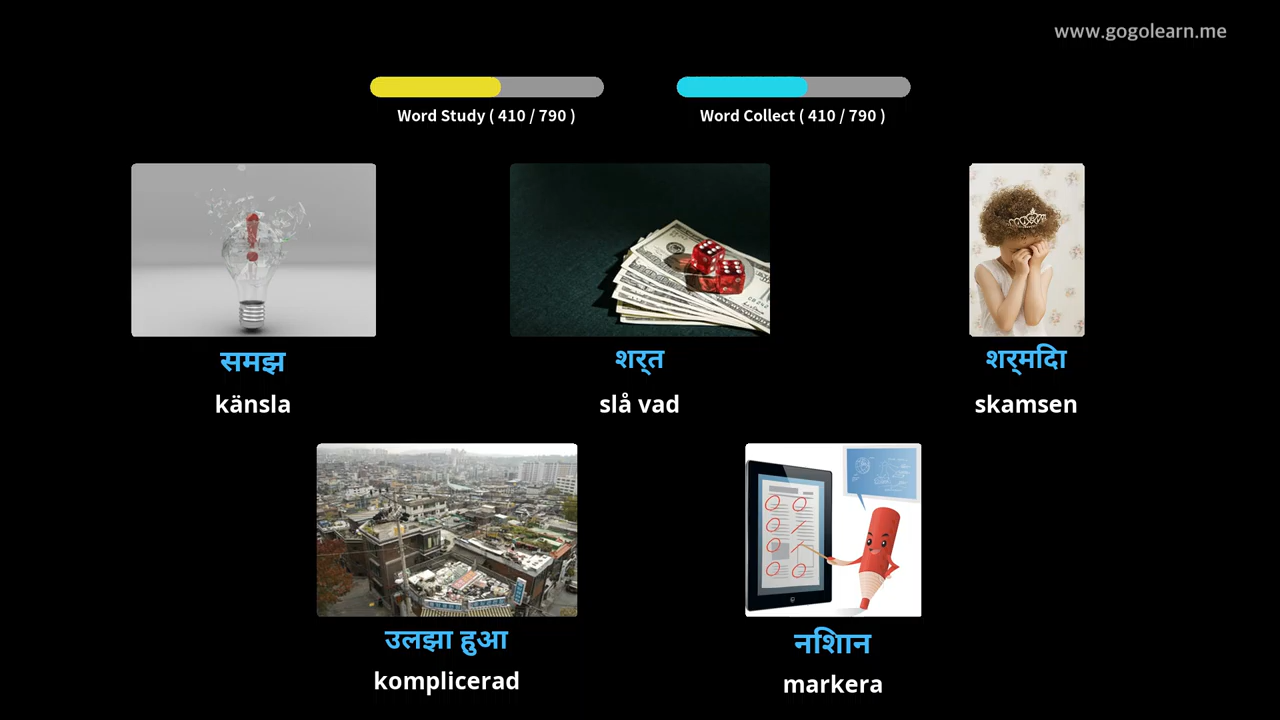 www.gogolearn.me
Word Study ( 410 / 790 )
Word Collect ( 410 / 790 )
समझ
känsla
शर्त
slå vad
शर्मिंदा
skamsen
उलझा हुआ
komplicerad
निशान
markera